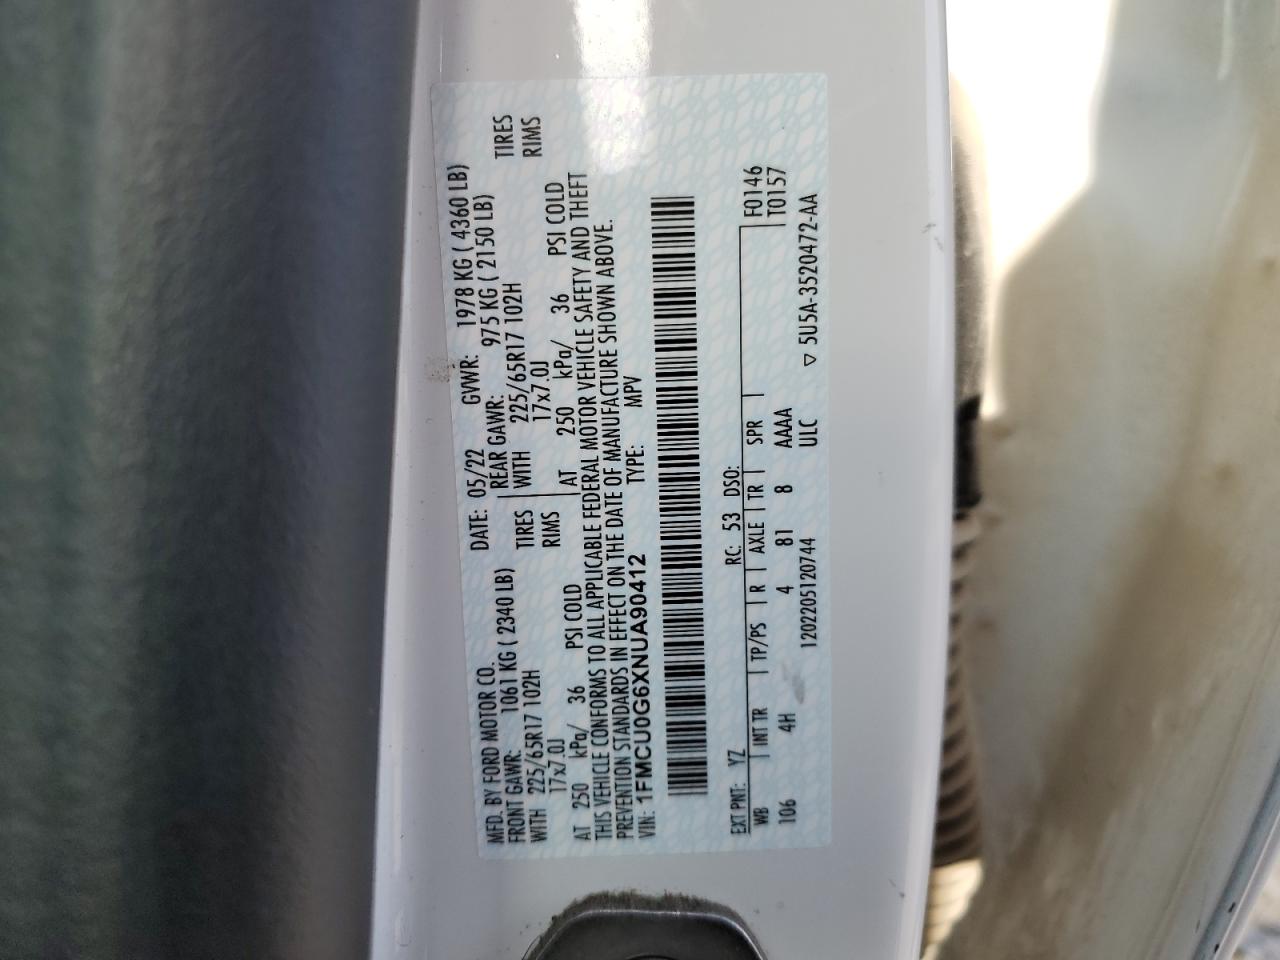 MFD. BY FORD MOTOR CO. DATE: 05/22 GVWR: 1978 KG ( 4360 LB)
FRONT GAWR: 1061 KG ( 2340 LB) REAR GAWR: 975 KG ( 2150 LB)
WITH 225/65R17 102H TIRES WITH 225/65R17 102H TIRES
17x7.0J RIMS 17x7.0J RIMS
AT 250 kPa/ 36 PSI COLD AT 250 kPa/ 36 PSI COLD
THIS VEHICLE CONFORMS TO ALL APPLICABLE FEDERAL MOTOR VEHICLE SAFETY AND THEFT
PREVENTION STANDARDS IN EFFECT ON THE DATE OF MANUFACTURE SHOWN ABOVE.
VIN: 1FMCU0G6XNUA90412 TYPE: MPV
EXT PNT: YZ RC: 53 DSO: F0146
WB INT TR TP/PS R AXLE TR SPR T0157
106 4H 4 81 8 AAAA
1202205120744 ULC ▽ 5U5A-3520472-AA